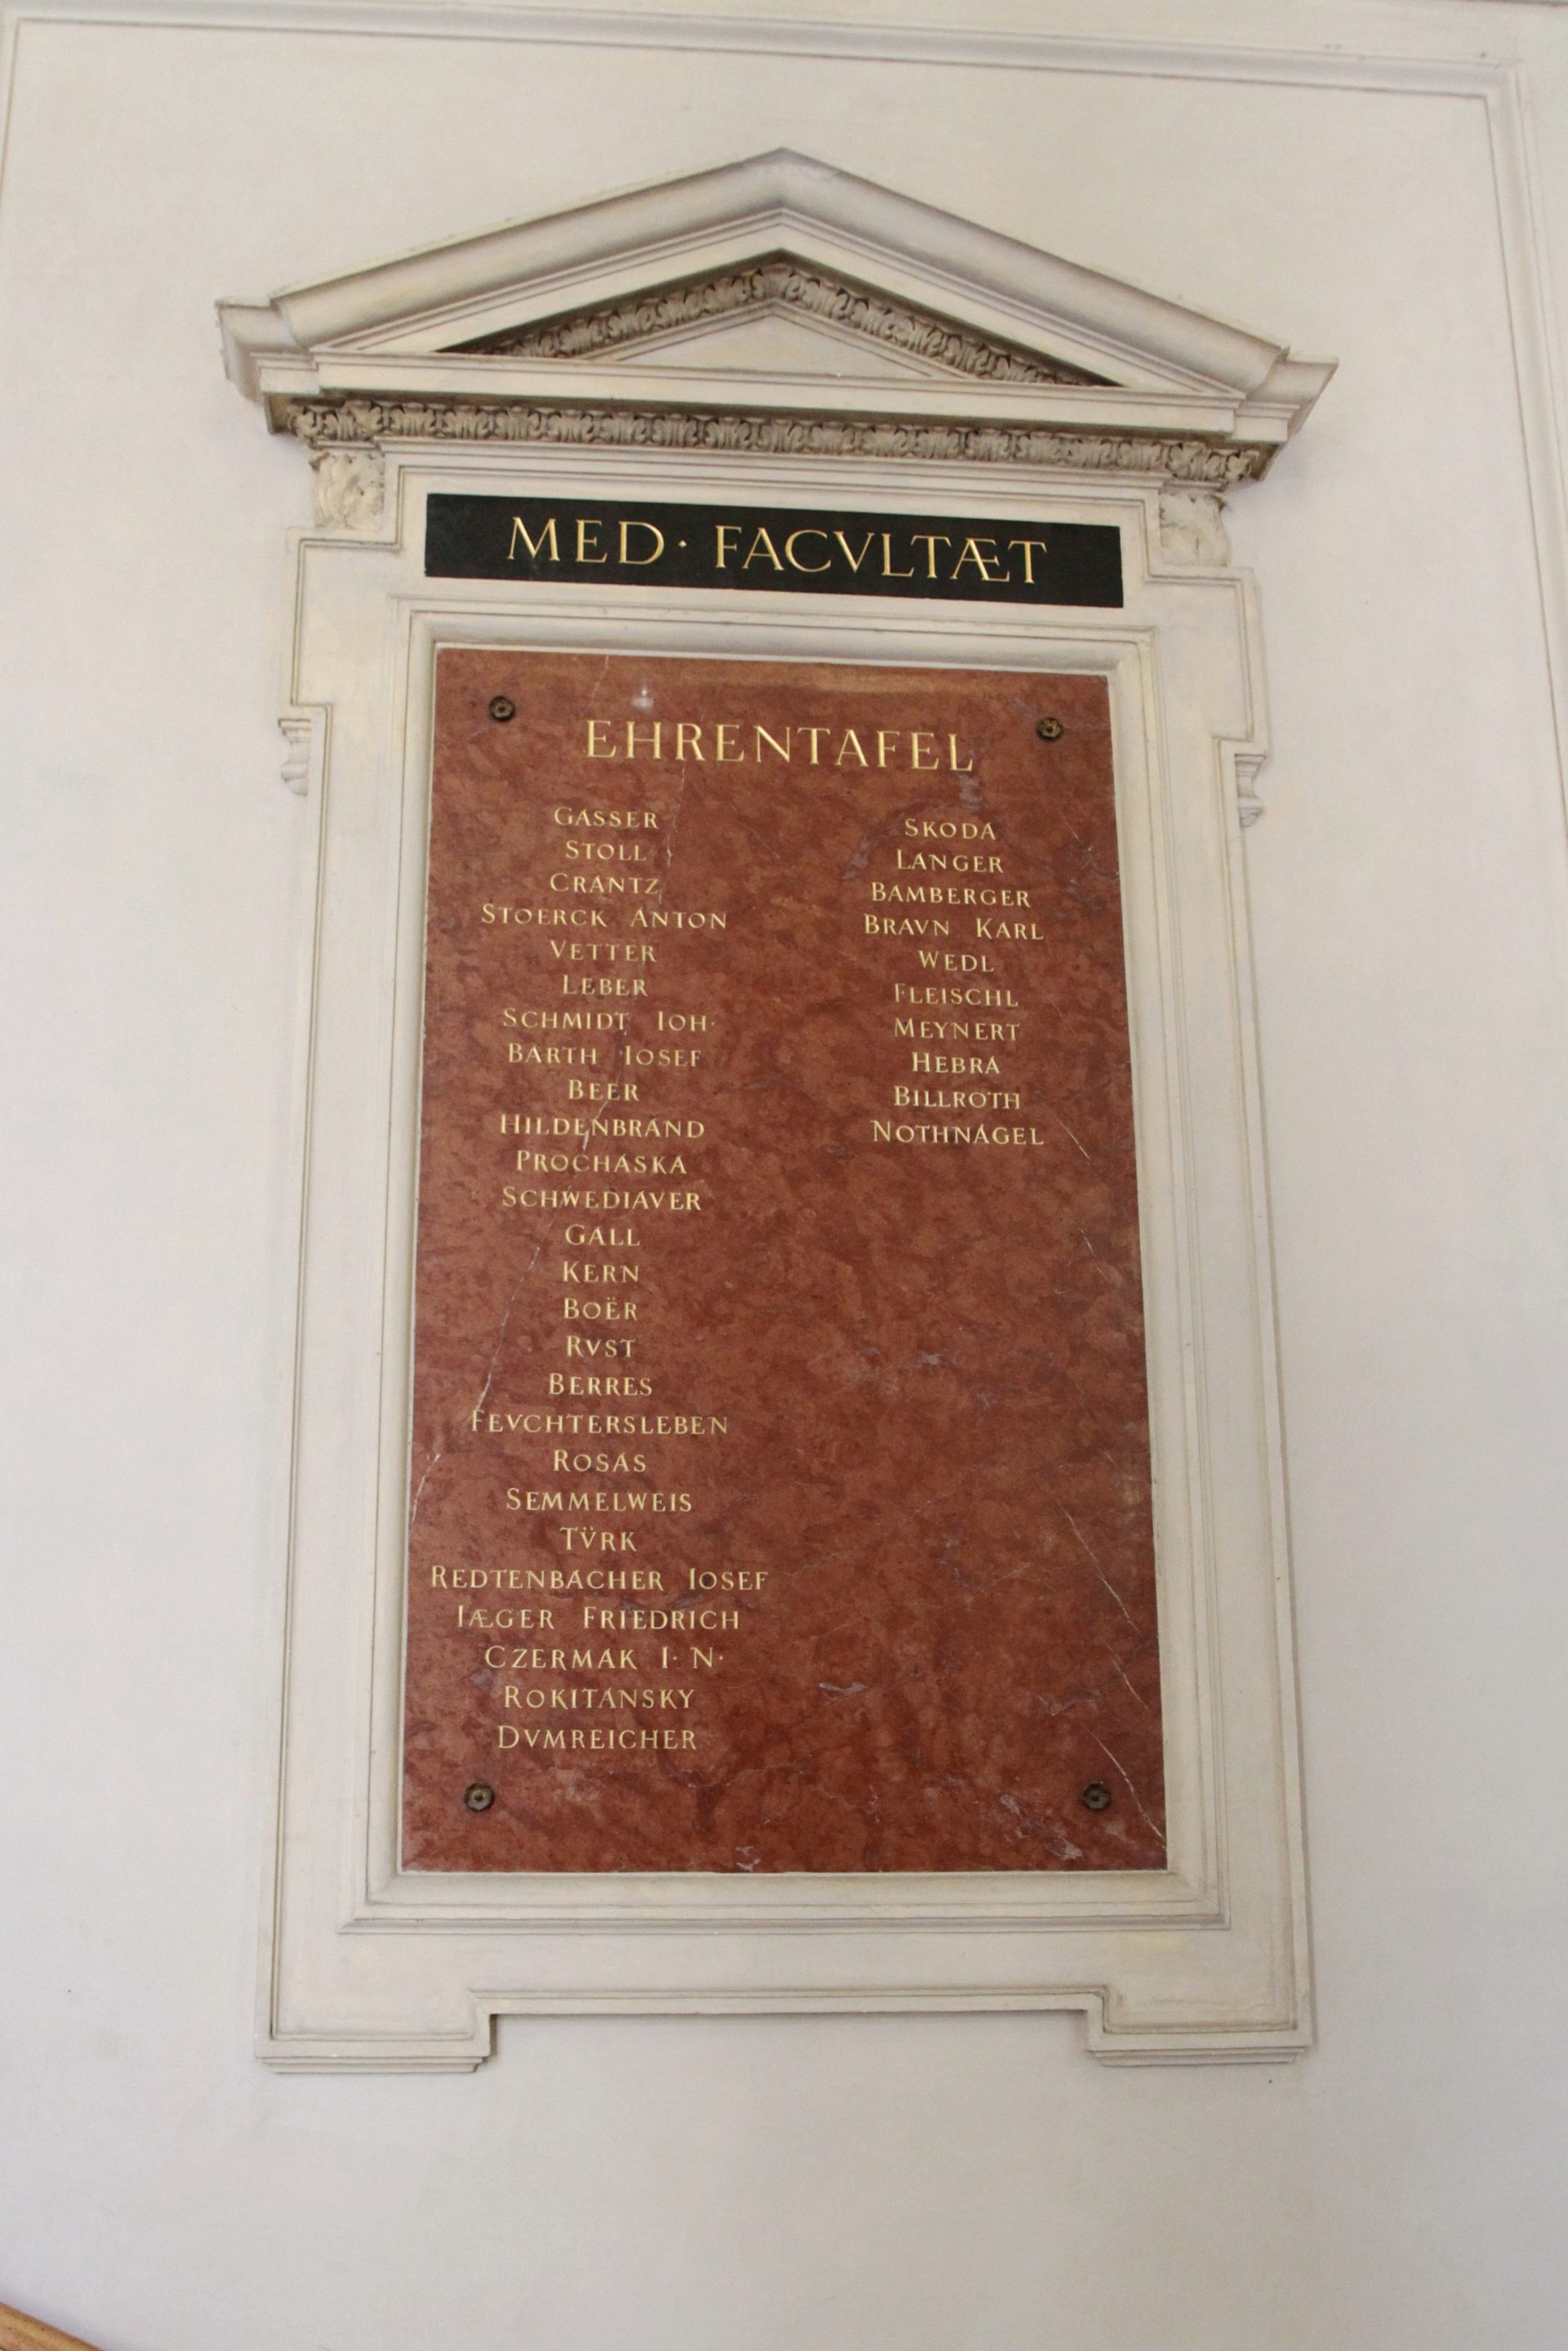 MED · FACVLTÆT
EHRENTAFEL
GASSER
STOLL
CRANTZ
STOERCK ANTON
VETTER
LEBER
SCHMIDT IOH·
BARTH IOSEF
BEER
HILDENBRAND
PROCHASKA
SCHWEDIAVER
GALL
KERN
BOËR
RVST
BERRES
FEVCHTERSLEBEN
ROSAS
SEMMELWEIS
TÜRK
REDTENBACHER IOSEF
IÆGER FRIEDRICH
CZERMAK I· N·
ROKITANSKY
DVMREICHER
SKODA
LANGER
BAMBERGER
BRAVN KARL
WEDL
FLEISCHL
MEYNERT
HEBRA
BILLROTH
NOTHNAGEL